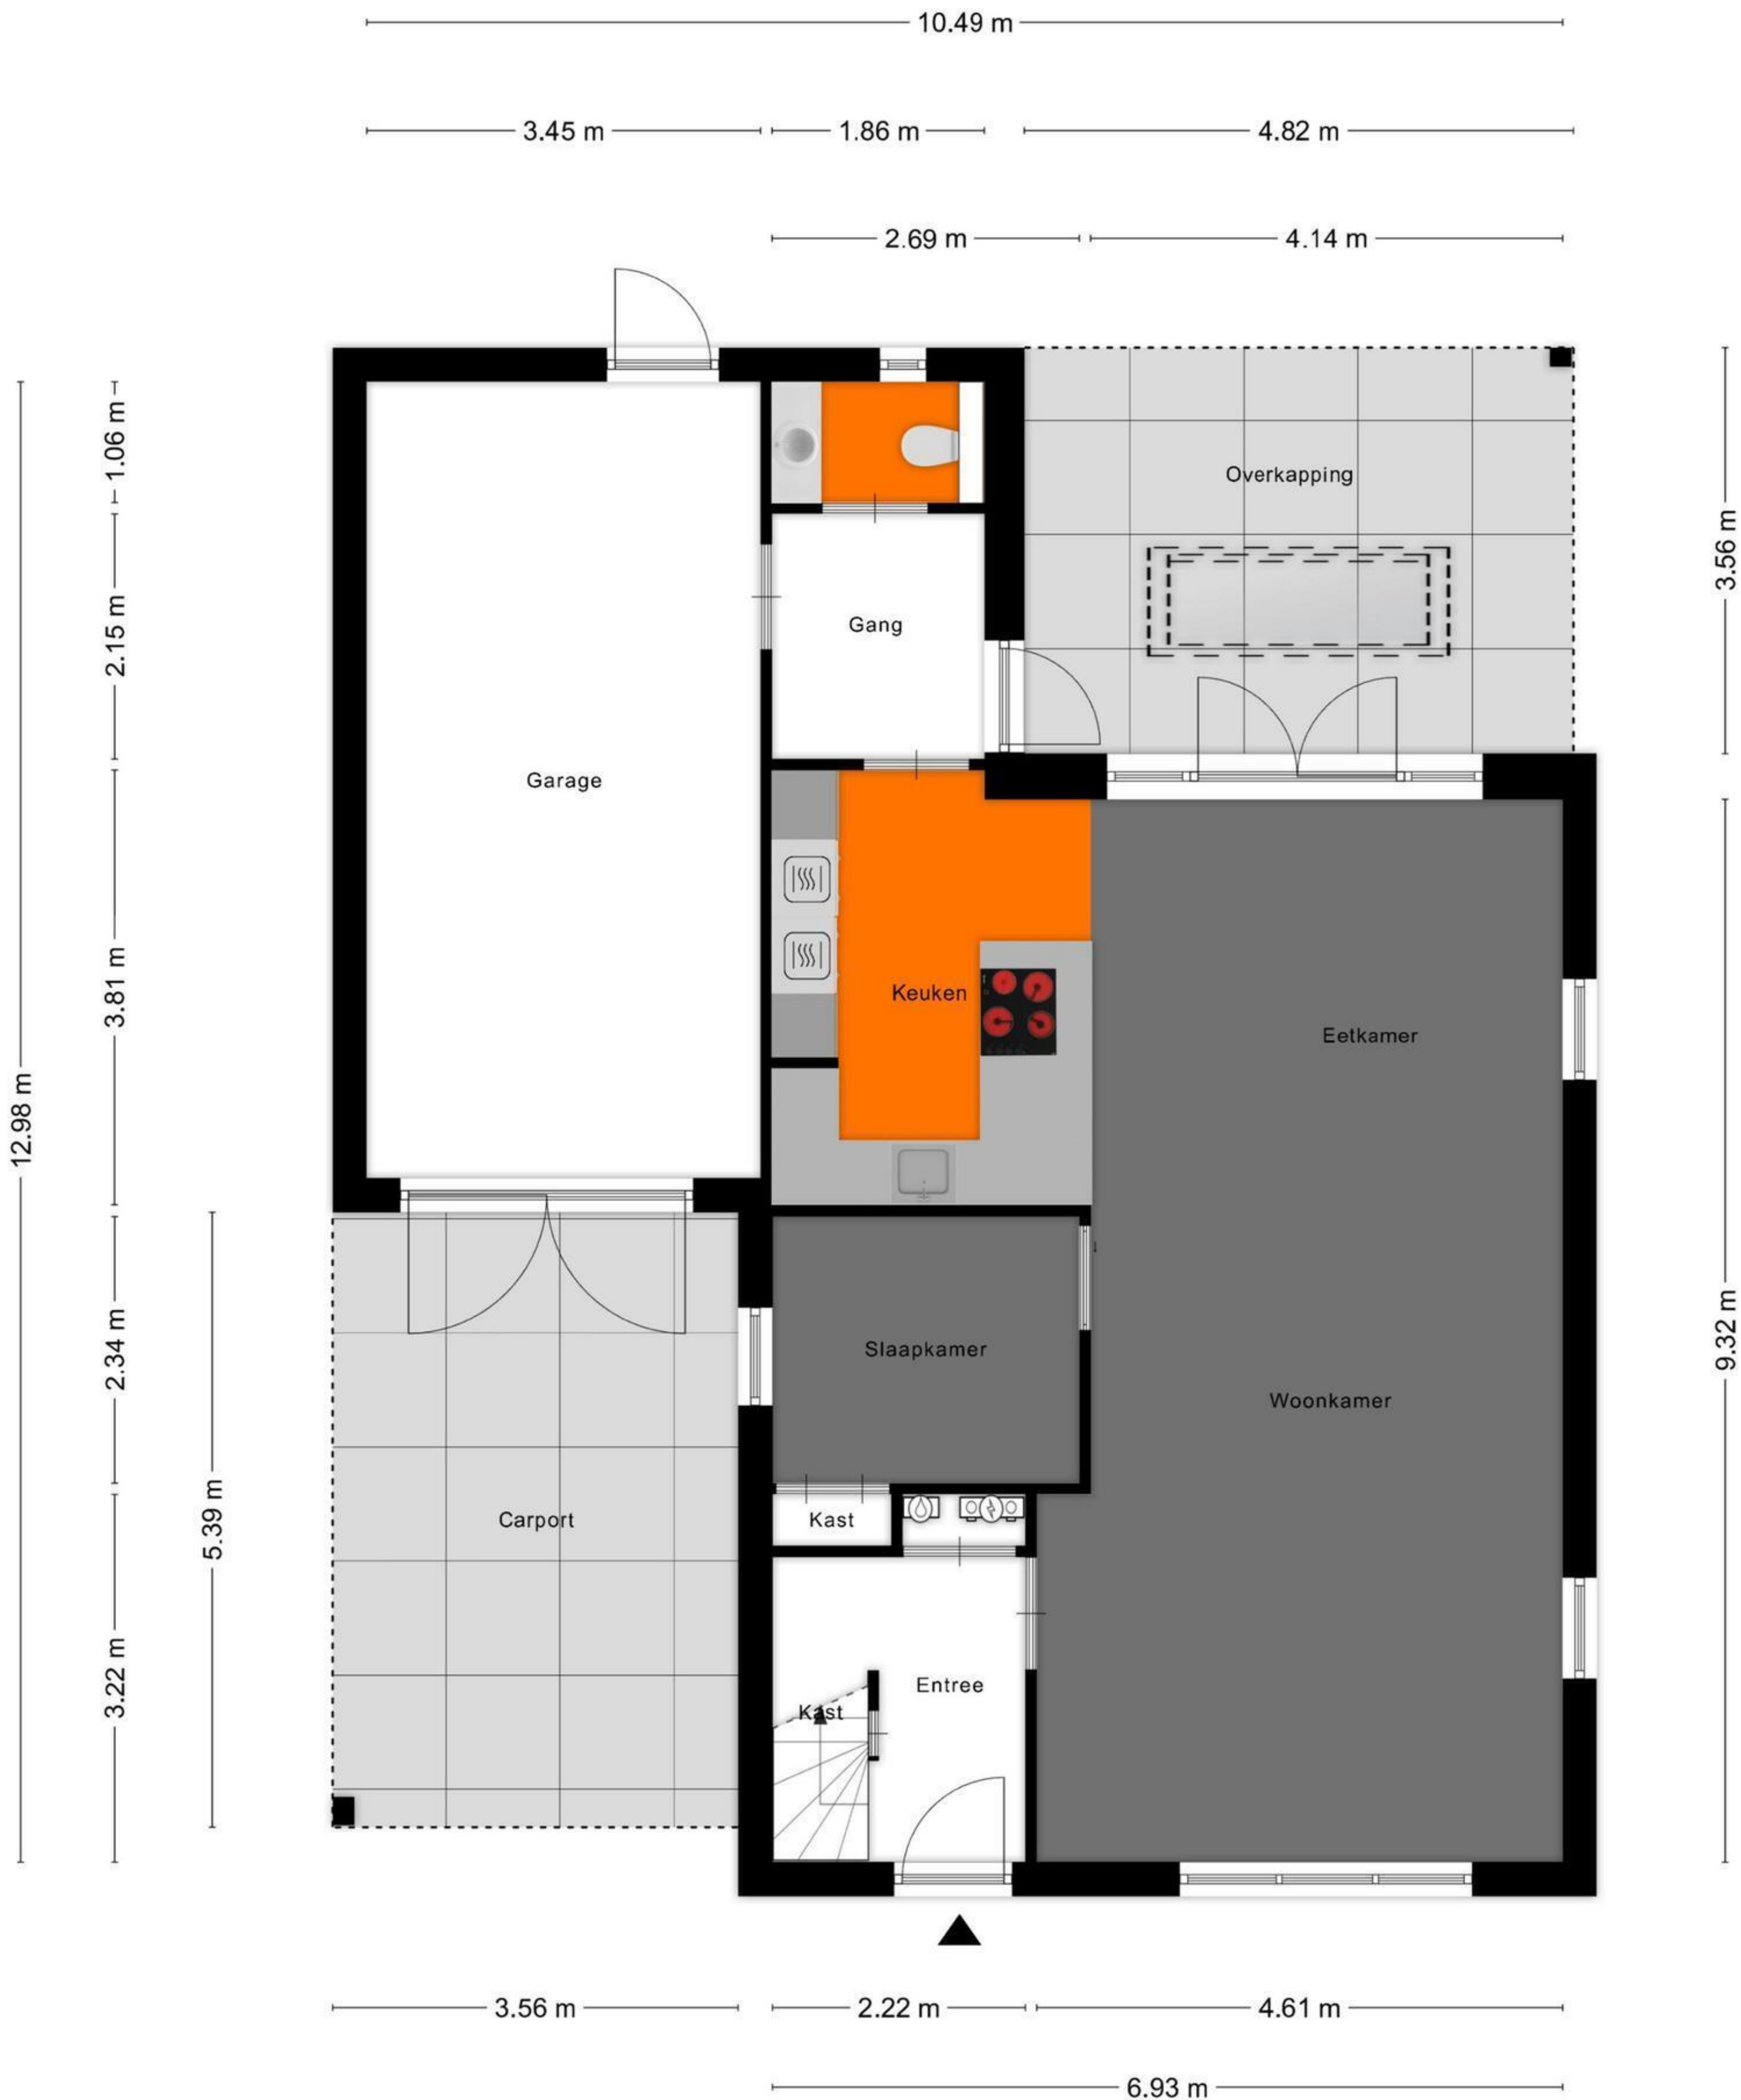 10.49 m
3.45 m
1.86 m
4.82 m
2.69 m
4.14 m
1.06 m
Overkapping
3.56 m
2.15 m
Gang
Garage
3.81 m
Keuken
Eetkamer
12.98 m
9.32 m
2.34 m
Slaapkamer
Woonkamer
5.39 m
Carport
Kast
3.22 m
Entree
Kast
3.56 m
2.22 m
4.61 m
6.93 m